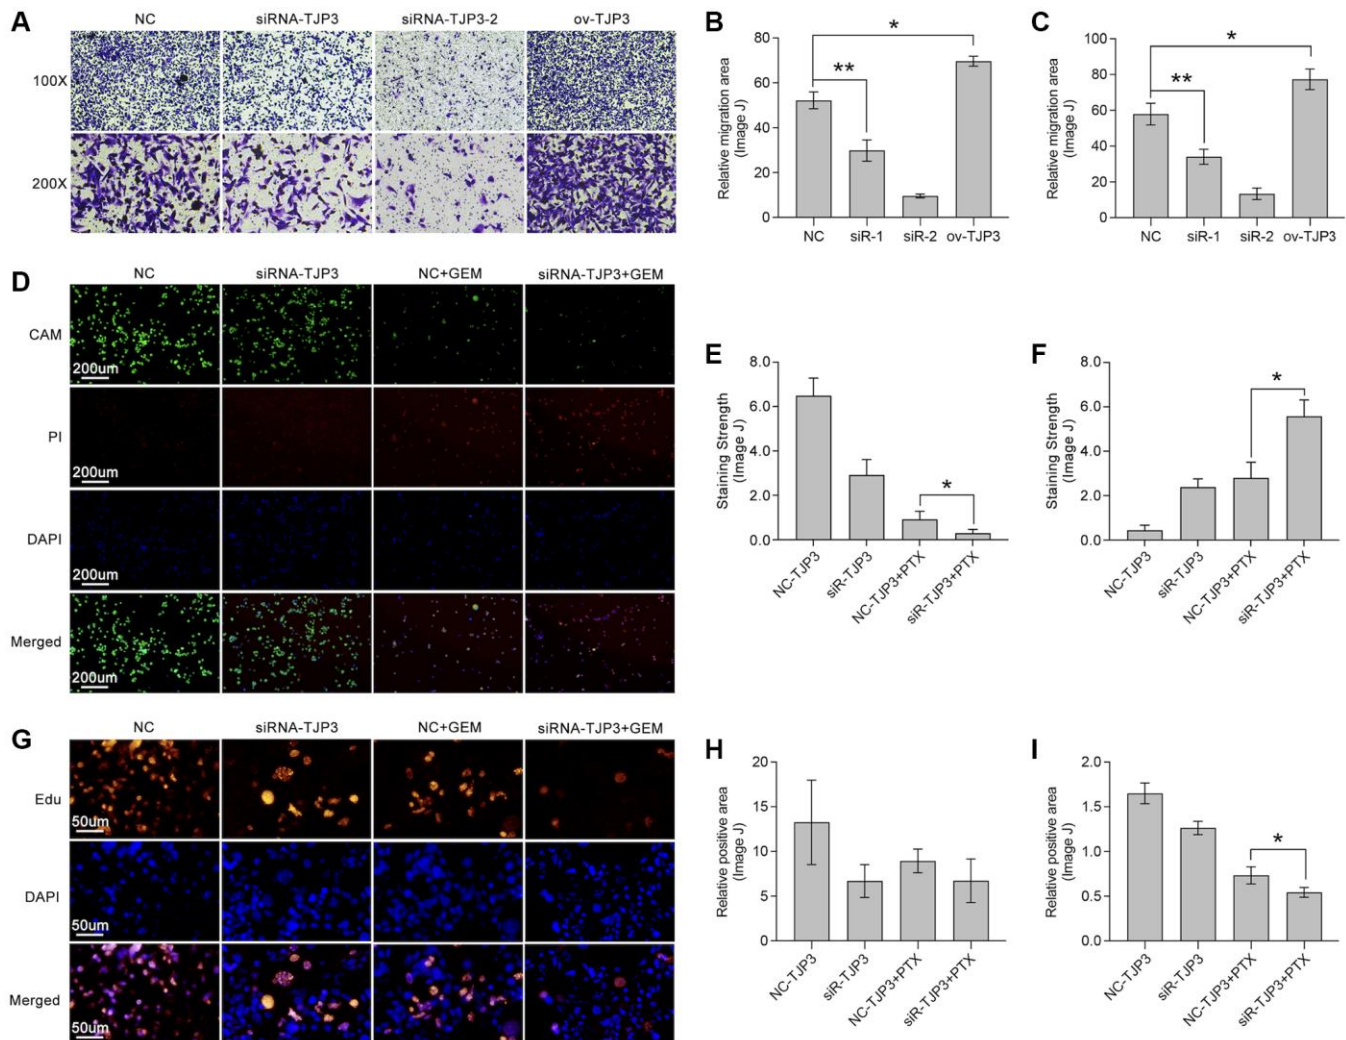 A
NC siRNA-TJP3 siRNA-TJP3-2 ov-TJP3
100X
200X
B
Relative migration area
(Image J)
80
60
40
20
0
**
*
NC siR-1 siR-2 ov-TJP3
C
Relative migration area
(Image J)
100
80
60
40
20
0
**
*
NC siR-1 siR-2 ov-TJP3
D
NC siRNA-TJP3 NC+GEM siRNA-TJP3+GEM
CAM
200um
PI
200um
DAPI
200um
Merged
200um
E
Staining Strength
(Image J)
8.0
6.0
4.0
2.0
0.0
*
NC-TJP3 siR-TJP3 NC-TJP3+PTX siR-TJP3+PTX
F
Staining Strength
(Image J)
8.0
6.0
4.0
2.0
0.0
*
NC-TJP3 siR-TJP3 NC-TJP3+PTX siR-TJP3+PTX
G
NC siRNA-TJP3 NC+GEM siRNA-TJP3+GEM
Edu
50um
DAPI
50um
Merged
50um
H
Relative positive area
(Image J)
20
15
10
5
0
NC-TJP3 siR-TJP3 NC-TJP3+PTX siR-TJP3+PTX
I
Relative positive area
(Image J)
2.0
1.5
1.0
0.5
0.0
*
NC-TJP3 siR-TJP3 NC-TJP3+PTX siR-TJP3+PTX